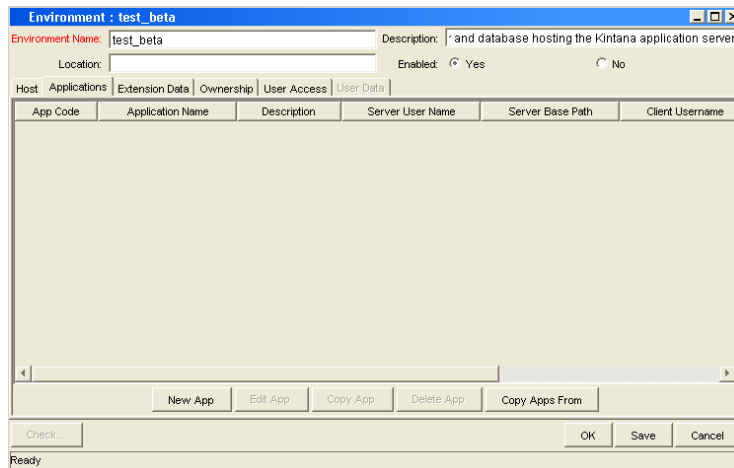 Environment : test_beta
Environment Name: test_beta Description: and database hosting the Kintana application server
Location: Enabled: Yes No
Host Applications Extension Data Ownership User Access User Data
App Code Application Name Description Server User Name Server Base Path Client Username
New App Edit App Copy App Delete App Copy Apps From
Check... OK Save Cancel
Ready